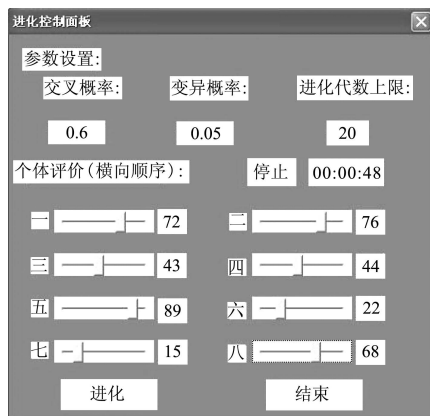 进化控制面板
参数设置:
交叉概率: 变异概率: 进化代数上限:
0.6 0.05 20
个体评价(横向顺序): 停止 00:00:48
一 72 二 76
三 43 四 44
五 89 六 22
七 15 八 68
进化 结束